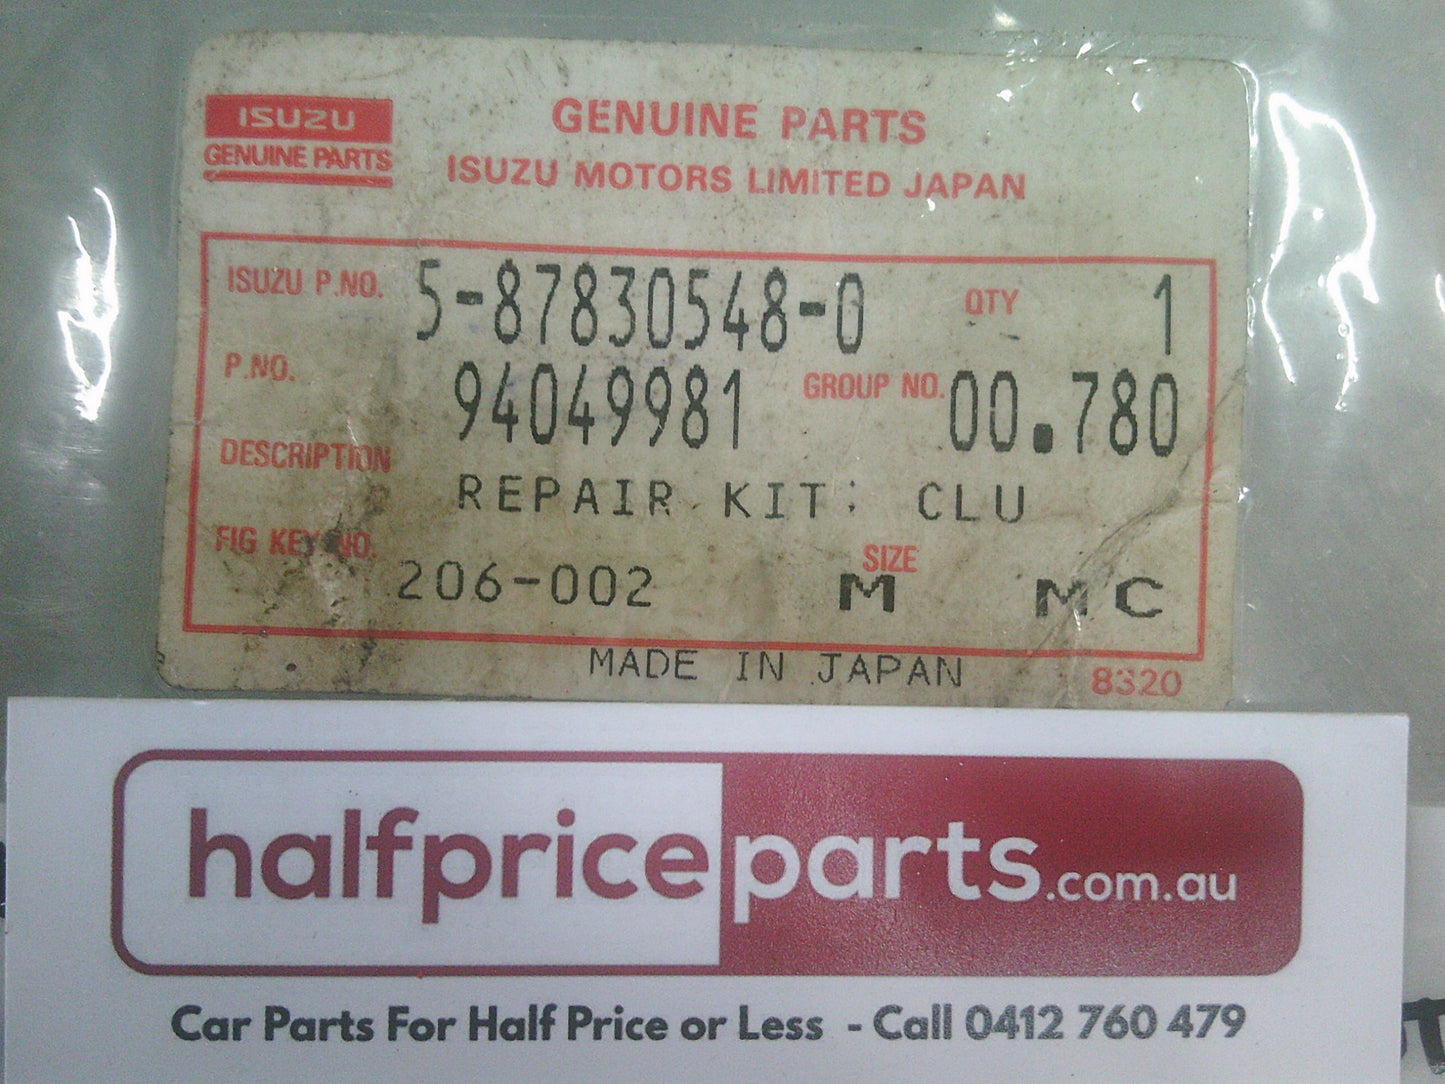 ISUZU
GENUINE PARTS
GENUINE PARTS
ISUZU MOTORS LIMITED JAPAN
ISUZU P.NO. 5-87830548-0 QTY 1
P.NO. 94049981 GROUP NO. 00.780
DESCRIPTION REPAIR KIT: CLU
FIG KEY NO. 206-002 SIZE M MC
MADE IN JAPAN
8320
halfpriceparts.com.au
Car Parts For Half Price or Less - Call 0412 760 479